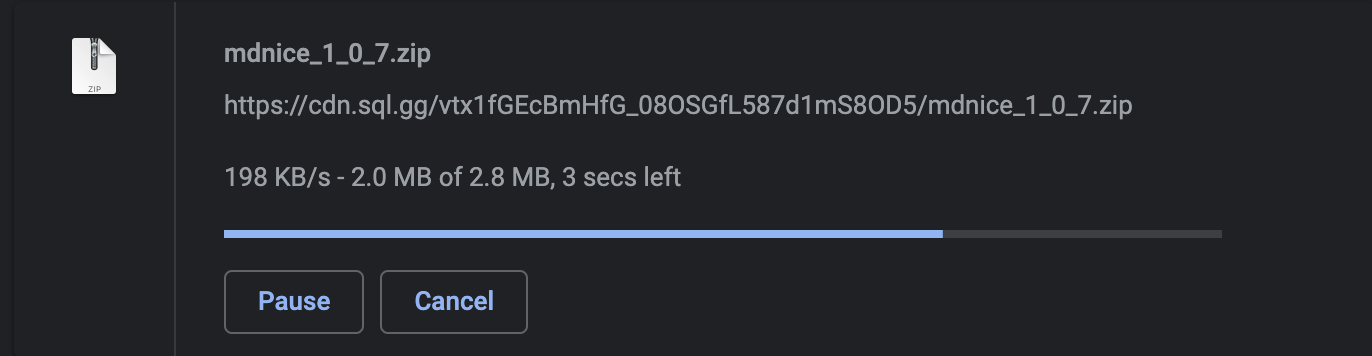 ZIP
mdnice_1_0_7.zip
https://cdn.sql.gg/vtx1fGEcBmHfG_08OSGfL587d1mS8OD5/mdnice_1_0_7.zip
198 KB/s - 2.0 MB of 2.8 MB, 3 secs left
Pause Cancel